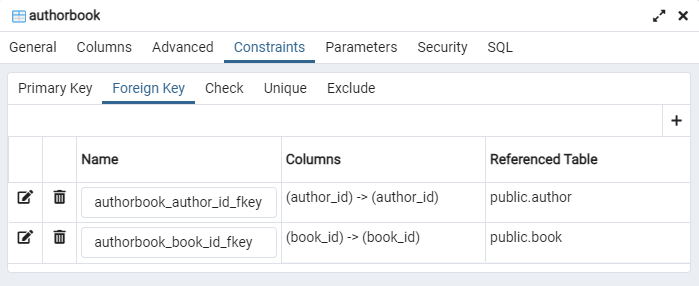 authorbook
General Columns Advanced Constraints Parameters Security SQL
Primary Key Foreign Key Check Unique Exclude
+
Name Columns Referenced Table
authorbook_author_id_fkey (author_id) -> (author_id) public.author
authorbook_book_id_fkey (book_id) -> (book_id) public.book